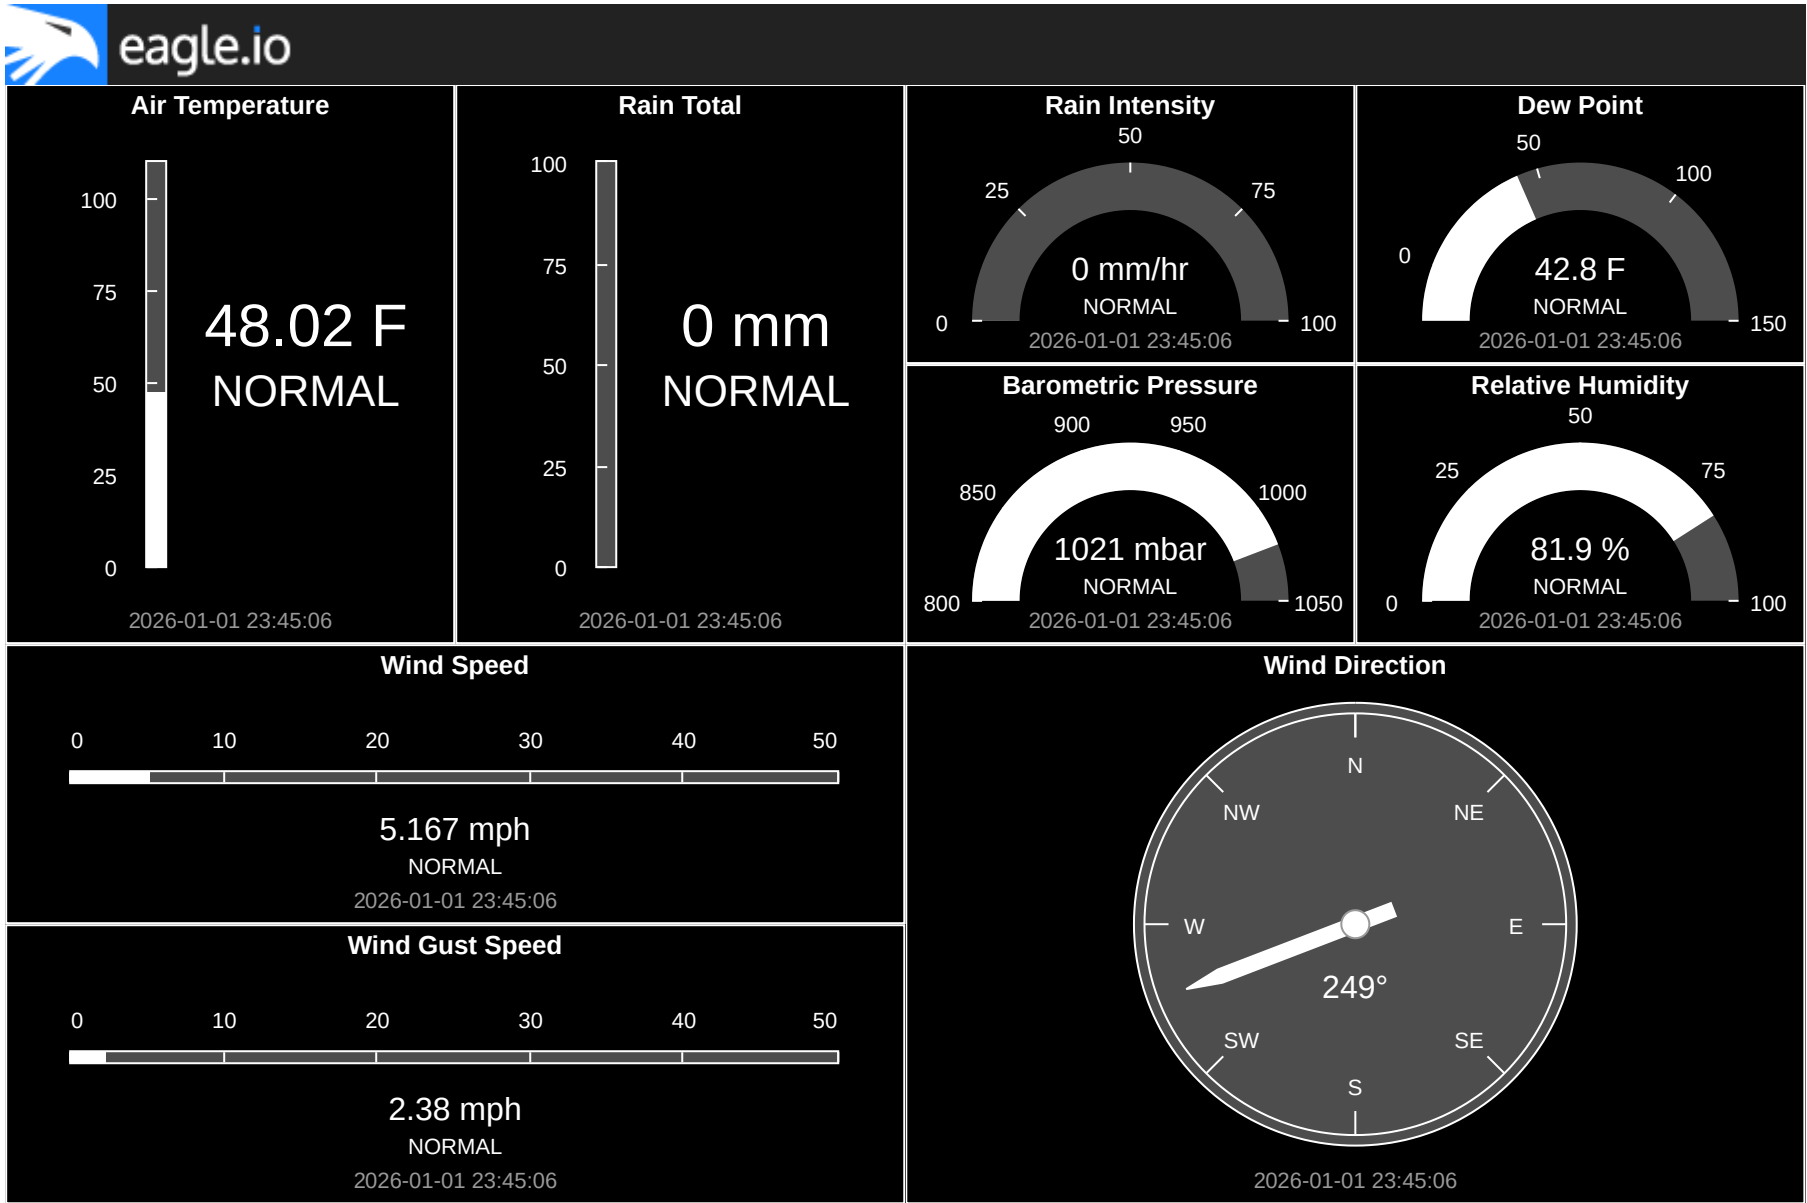 eagle.io
Air Temperature
100
75
50
25
0
48.02 F
NORMAL
2026-01-01 23:45:06
Rain Total
100
75
50
25
0
0 mm
NORMAL
2026-01-01 23:45:06
Rain Intensity
50
25
75
0
100
0 mm/hr
NORMAL
2026-01-01 23:45:06
Dew Point
50
100
0
150
42.8 F
NORMAL
2026-01-01 23:45:06
Barometric Pressure
900
950
850
1000
800
1050
1021 mbar
NORMAL
2026-01-01 23:45:06
Relative Humidity
50
25
75
0
100
81.9 %
NORMAL
2026-01-01 23:45:06
Wind Speed
0 10 20 30 40 50
5.167 mph
NORMAL
2026-01-01 23:45:06
Wind Gust Speed
0 10 20 30 40 50
2.38 mph
NORMAL
2026-01-01 23:45:06
Wind Direction
N
NW NE
W E
249°
SW SE
S
2026-01-01 23:45:06